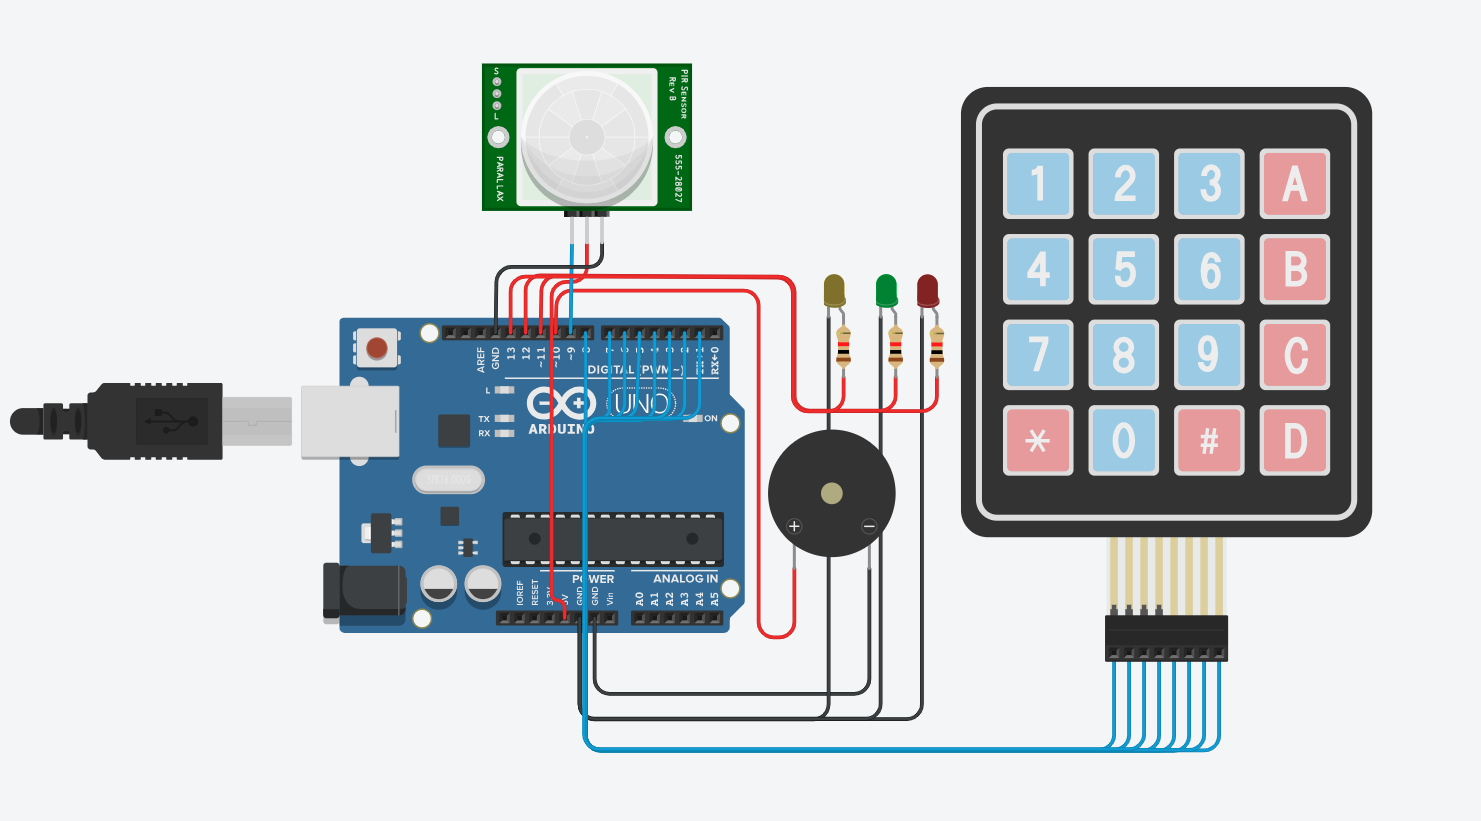 S
L
PARALLAX
PIR SENSOR
REV B
555-28027
1 2 3 A
4 5 6 B
7 8 9 C
* 0 # D
AREF
GND
13
12
~11
~10
~9
8
RX←0
DIGITAL (PWM~)
L
TX
RX
UNO
ARDUINO
ON
+
−
POWER
ANALOG IN
IOREF
RESET
3.3V
5V
GND
GND
Vin
A0
A1
A2
A3
A4
A5